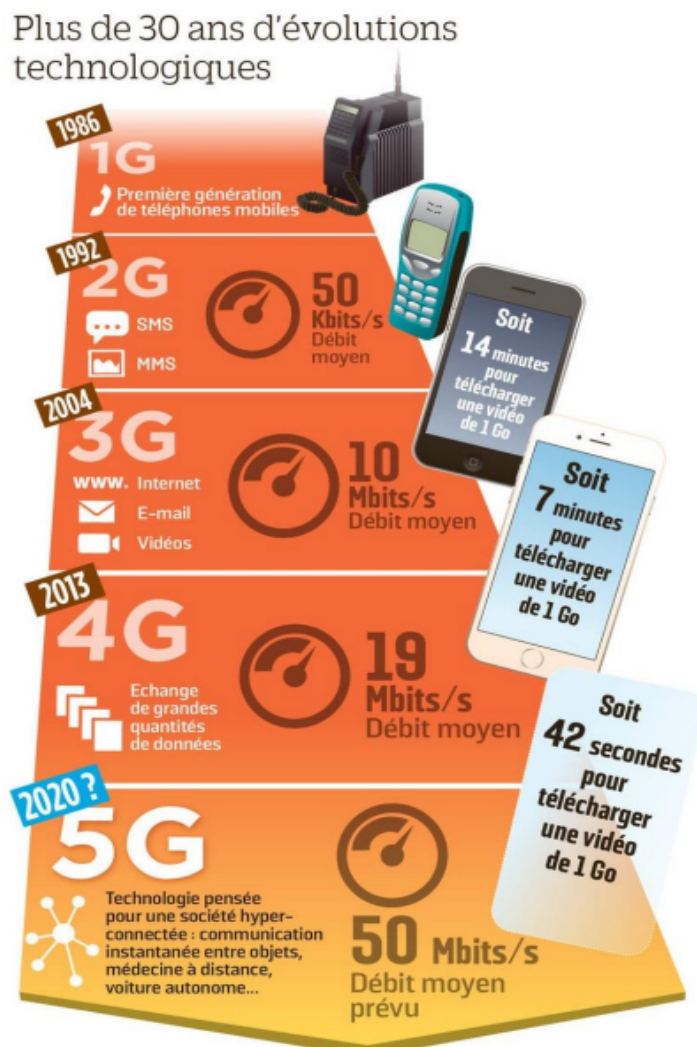 Plus de 30 ans d'évolutions
technologiques
1986
1G
Première génération
de téléphones mobiles
1992
2G
SMS
MMS
50
Kbits/s
Débit
moyen
2004
3G
www. Internet
E-mail
Vidéos
10
Mbits/s
Débit moyen
Soit
14 minutes
pour
télécharger
une vidéo
de 1 Go
2013
4G
Echange
de grandes
quantités
de données
19
Mbits/s
Débit moyen
Soit
7 minutes
pour
télécharger
une vidéo
de 1 Go
2020 ?
5G
Technologie pensée
pour une société hyper-
connectée : communication
instantanée entre objets,
médecine à distance,
voiture autonome...
50 Mbits/s
Débit moyen
prévu
Soit
42 secondes
pour
télécharger
une vidéo
de 1 Go